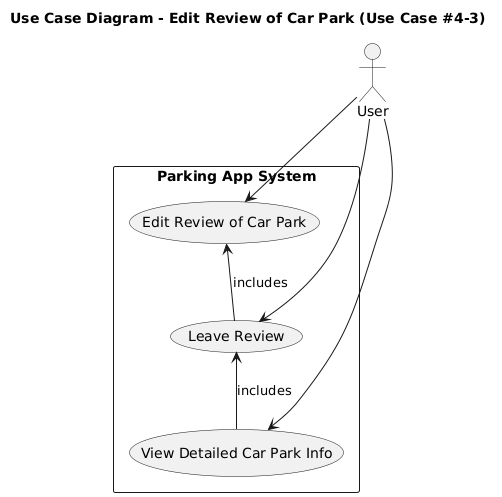 Use Case Diagram - Edit Review of Car Park (Use Case #4-3)
User
Parking App System
Edit Review of Car Park
includes
Leave Review
includes
View Detailed Car Park Info